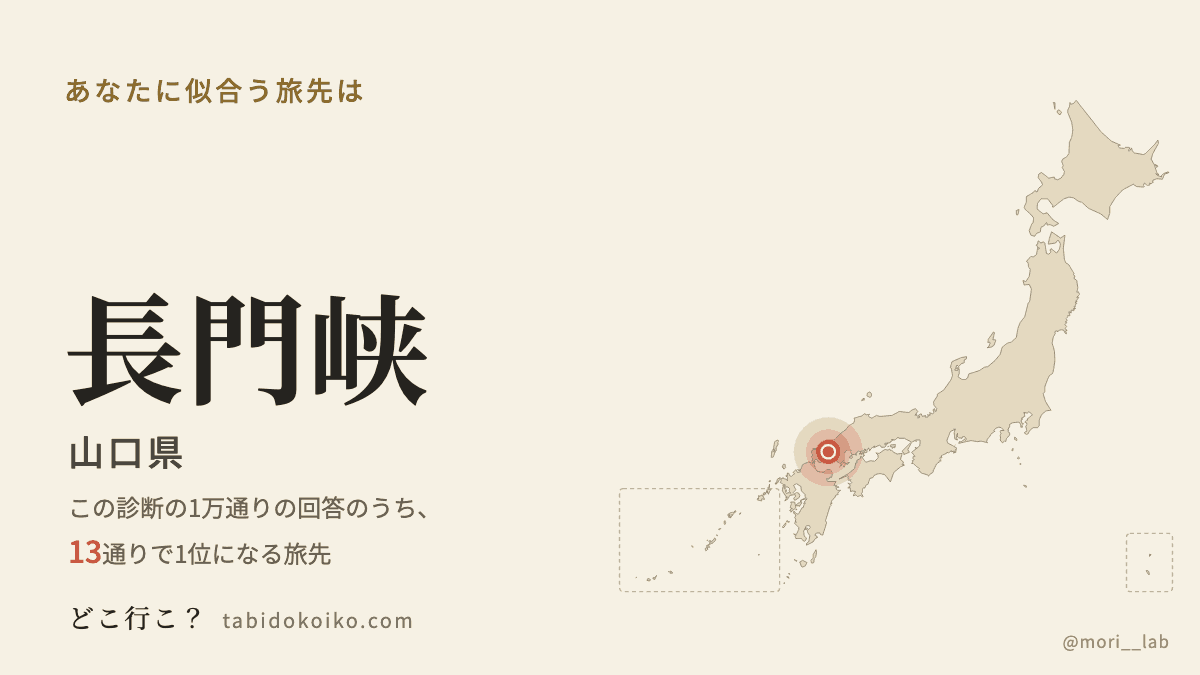 あなたに似合う旅先は
長門峡
山口県
この診断の1万通りの回答のうち、
13通りで1位になる旅先
どこ行こ？ tabidokoiko.com
@mori__lab